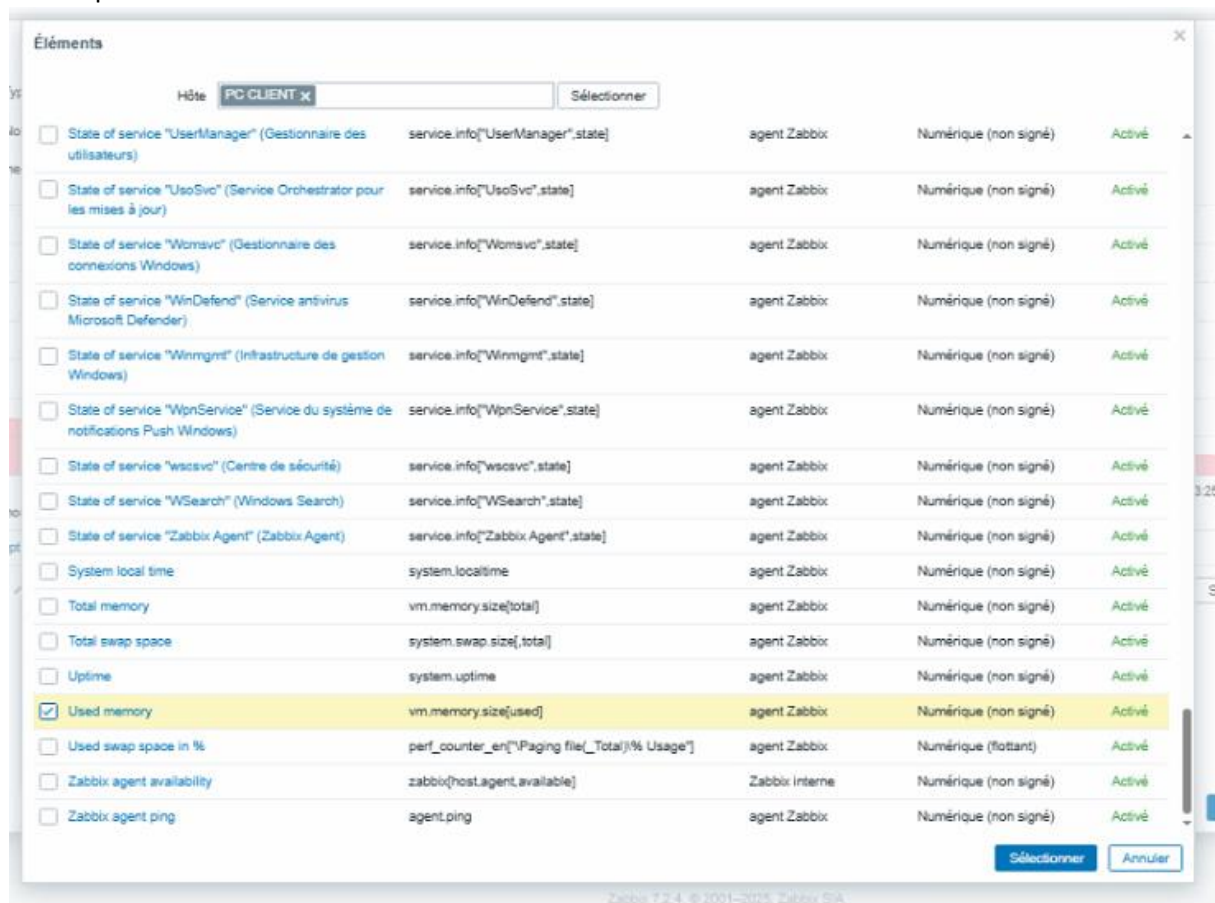 Éléments
Hôte PC CLIENT Sélectionner
State of service "UserManager" (Gestionnaire des utilisateurs) service.info["UserManager",state] agent Zabbix Numérique (non signé) Activé
State of service "UsoSvc" (Service Orchestrator pour les mises à jour) service.info["UsoSvc",state] agent Zabbix Numérique (non signé) Activé
State of service "Wcmsvc" (Gestionnaire des connexions Windows) service.info["Wcmsvc",state] agent Zabbix Numérique (non signé) Activé
State of service "WinDefend" (Service antivirus Microsoft Defender) service.info["WinDefend",state] agent Zabbix Numérique (non signé) Activé
State of service "Winmgmt" (Infrastructure de gestion Windows) service.info["Winmgmt",state] agent Zabbix Numérique (non signé) Activé
State of service "WpnService" (Service du système de notifications Push Windows) service.info["WpnService",state] agent Zabbix Numérique (non signé) Activé
State of service "wscsvc" (Centre de sécurité) service.info["wscsvc",state] agent Zabbix Numérique (non signé) Activé
State of service "WSearch" (Windows Search) service.info["WSearch",state] agent Zabbix Numérique (non signé) Activé
State of service "Zabbix Agent" (Zabbix Agent) service.info["Zabbix Agent",state] agent Zabbix Numérique (non signé) Activé
System local time system.localtime agent Zabbix Numérique (non signé) Activé
Total memory vm.memory.size[total] agent Zabbix Numérique (non signé) Activé
Total swap space system.swap.size[,total] agent Zabbix Numérique (non signé) Activé
Uptime system.uptime agent Zabbix Numérique (non signé) Activé
Used memory vm.memory.size[used] agent Zabbix Numérique (non signé) Activé
Used swap space in % perf_counter_en["\Paging file(_Total)\% Usage"] agent Zabbix Numérique (flottant) Activé
Zabbix agent availability zabbix[host,agent,available] Zabbix interne Numérique (non signé) Activé
Zabbix agent ping agent.ping agent Zabbix Numérique (non signé) Activé
Sélectionner Annuler
Zabbix 7.2.4. © 2001–2025, Zabbix SIA